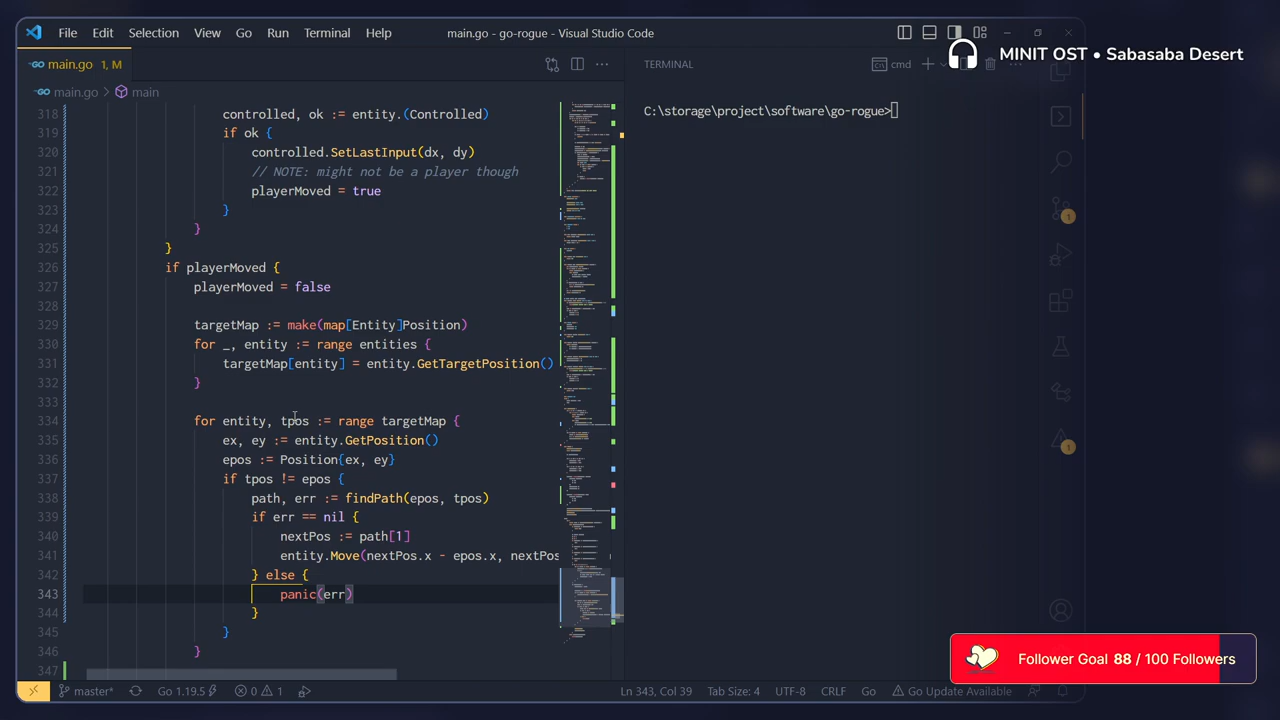 File Edit Selection View Go Run Terminal Help
main.go - go-rogue - Visual Studio Code
MINIT OST • Sabasaba Desert
main.go 1, M
TERMINAL
cmd
main.go > main
C:\storage\project\software\go-rogue>
318 controlled, ok := entity.(Controlled)
319 if ok {
320 controlled.SetLastInput(dx, dy)
321 // NOTE: might not be a player though
322 playerMoved = true
323 }
324 }
325 }
326 if playerMoved {
327 playerMoved = false
328
329 targetMap := make(map[Entity]Position)
330 for _, entity := range entities {
331 targetMap[entity] = entity.GetTargetPosition()
332 }
333
334 for entity, tpos := range targetMap {
335 ex, ey := entity.GetPosition()
336 epos := Position{ex, ey}
337 if tpos != epos {
338 path, err := findPath(epos, tpos)
339 if err == nil {
340 nextPos := path[1]
341 entity.Move(nextPos.x - epos.x, nextPos
342 } else {
343 panic(err)
344 }
345 }
346 }
347
1
1
Follower Goal 88 / 100 Followers
master* Go 1.19.5 0 1
Ln 343, Col 39 Tab Size: 4 UTF-8 CRLF Go Go Update Available